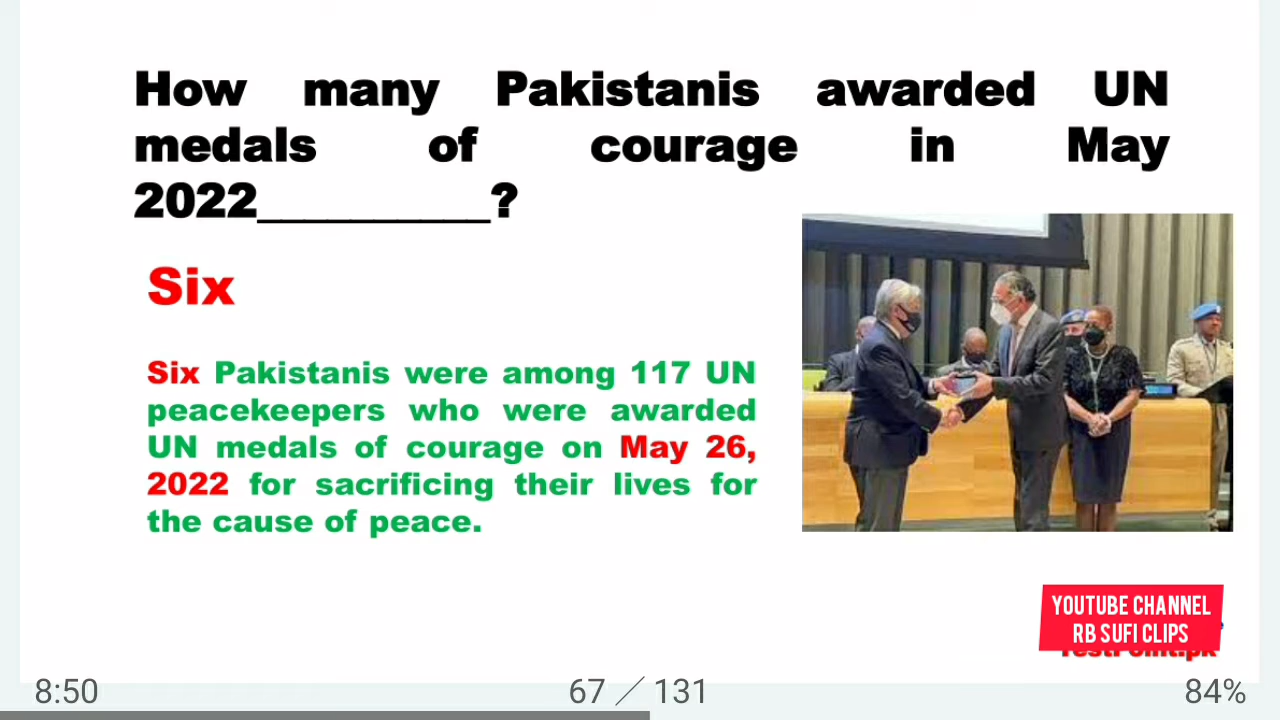 How many Pakistanis awarded UN
medals of courage in May
2022__________?
Six
Six Pakistanis were among 117 UN
peacekeepers who were awarded
UN medals of courage on May 26,
2022 for sacrificing their lives for
the cause of peace.
YOUTUBE CHANNEL
RB SUFI CLIPS
TestPoint.pk
8:50
67 ／ 131
84%